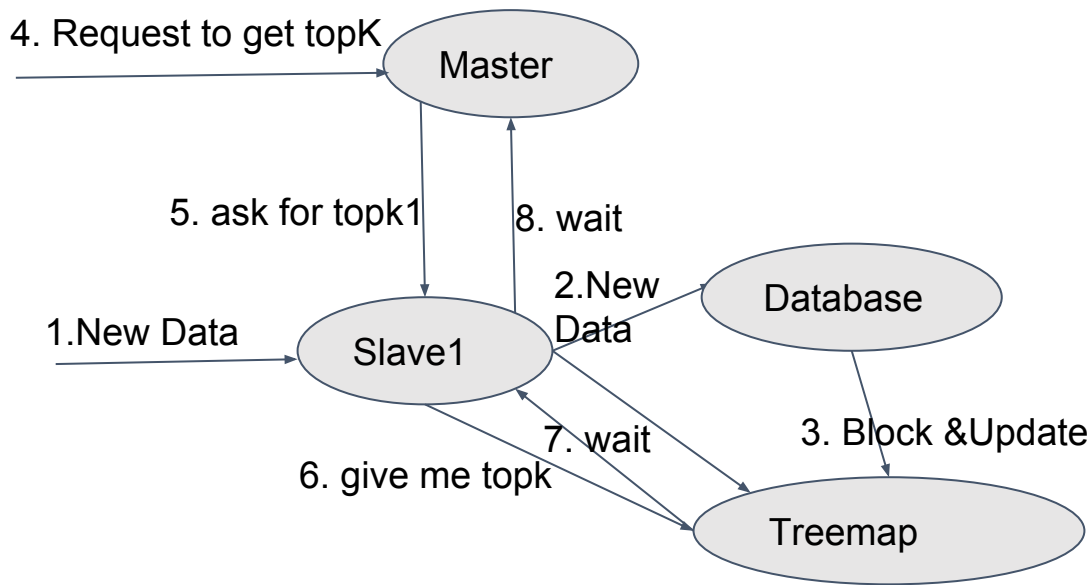 4. Request to get topK
Master
5. ask for topk1
8. wait
2.New
Data
Database
1.New Data
Slave1
3. Block &Update
7. wait
6. give me topk
Treemap